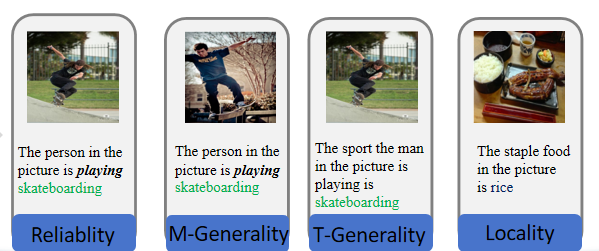 The person in the
picture is playing
skateboarding
Reliablity
The person in the
picture is playing
skateboarding
M-Generality
The sport the man
in the picture is
playing is
skateboarding
T-Generality
The staple food
in the picture
is rice
Locality